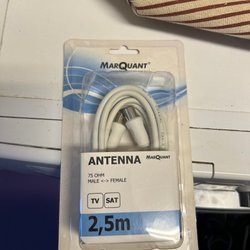 MARQUANT®
ANTENNA MARQUANT
75 OHM
MALE <-> FEMALE
TV SAT
2,5m